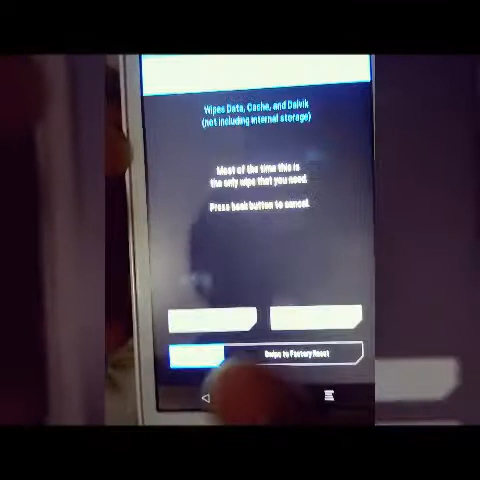 Wipes Data, Cache, and Dalvik
(not including internal storage)
Most of the time this is
the only wipe that you need.
Press back button to cancel.
Swipe to Factory Reset